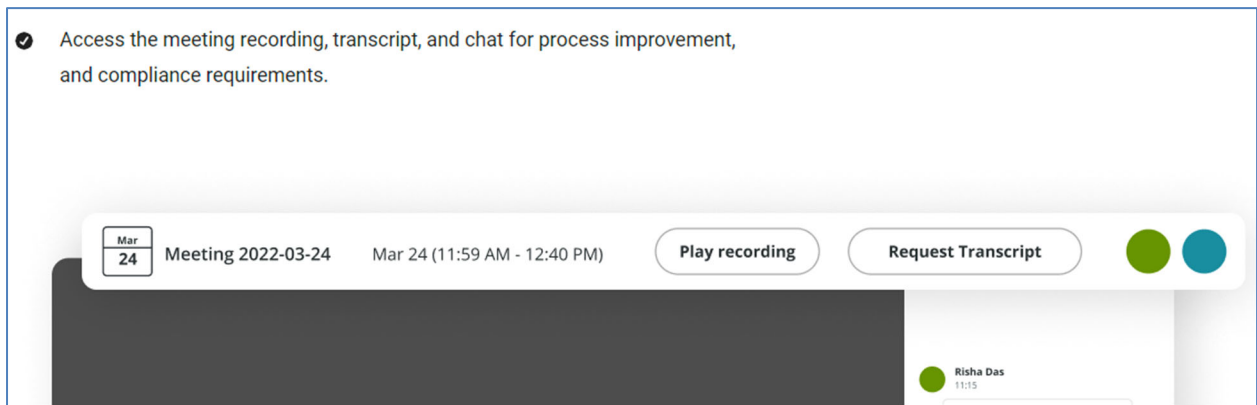 Access the meeting recording, transcript, and chat for process improvement,
and compliance requirements.
Mar
24
Meeting 2022-03-24
Mar 24 (11:59 AM - 12:40 PM)
Play recording
Request Transcript
Risha Das
11:15